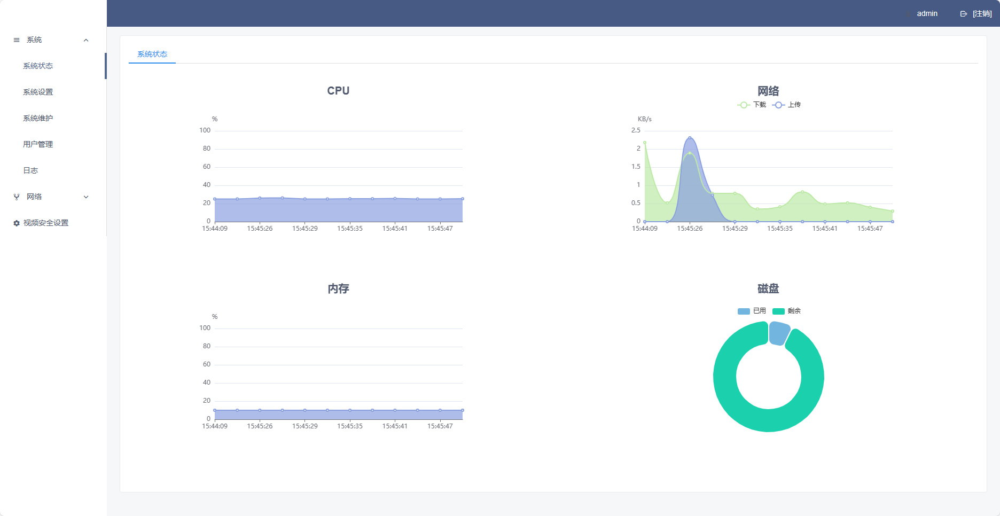 admin [注销]
系统
系统状态
系统设置
系统维护
用户管理
日志
网络
视频安全设置
系统状态
CPU
%
100
80
60
40
20
0
15:44:09 15:45:26 15:45:29 15:45:35 15:45:41 15:45:47
网络
下载 上传
KB/s
2.5
2
1.5
1
0.5
0
15:44:09 15:45:26 15:45:29 15:45:35 15:45:41 15:45:47
内存
%
100
80
60
40
20
0
15:44:09 15:45:26 15:45:29 15:45:35 15:45:41 15:45:47
磁盘
已用 剩余